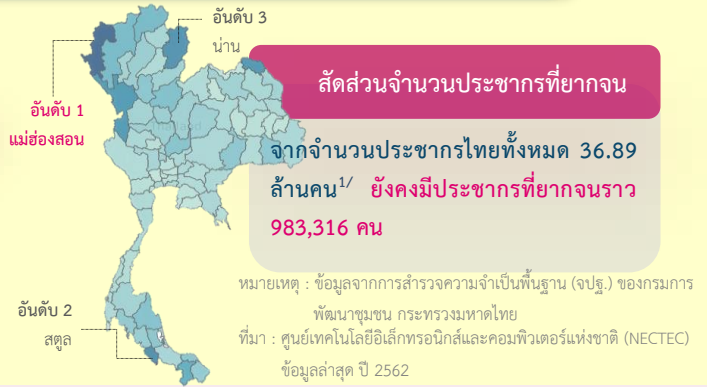 อันดับ 3
น่าน
สัดส่วนจำนวนประชากรที่ยากจน
อันดับ 1
แม่ฮ่องสอน
จากจำนวนประชากรไทยทั้งหมด 36.89
ล้านคน1/ ยังคงมีประชากรที่ยากจนราว
983,316 คน
หมายเหตุ : ข้อมูลจากการสำรวจความจำเป็นพื้นฐาน (จปฐ.) ของกรมการ
พัฒนาชุมชน กระทรวงมหาดไทย
อันดับ 2
สตูล
ที่มา : ศูนย์เทคโนโลยีอิเล็กทรอนิกส์และคอมพิวเตอร์แห่งชาติ (NECTEC)
ข้อมูลล่าสุด ปี 2562